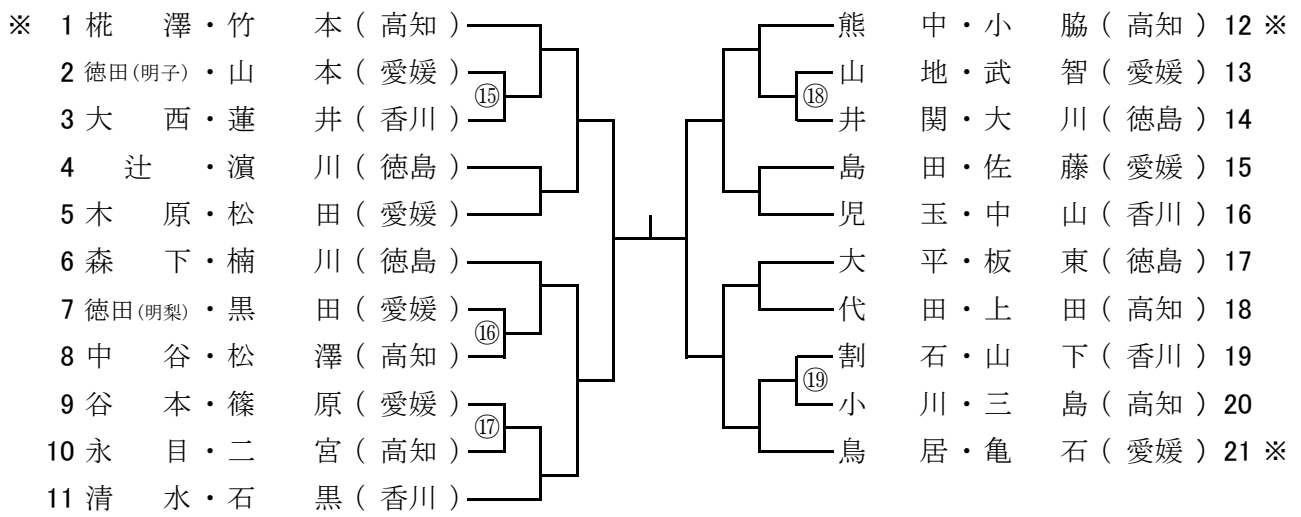 ※ 1 椛 澤・竹 本 ( 高知 )
2 徳田(明子)・山 本 ( 愛媛 )
⑮
3 大 西・蓮 井 ( 香川 )
4 辻 ・濵 川 ( 徳島 )
5 木 原・松 田 ( 愛媛 )
6 森 下・楠 川 ( 徳島 )
7 徳田(明梨)・黒 田 ( 愛媛 )
⑯
8 中 谷・松 澤 ( 高知 )
9 谷 本・篠 原 ( 愛媛 )
⑰
10 永 目・二 宮 ( 高知 )
11 清 水・石 黒 ( 香川 )
熊 中・小 脇 ( 高知 ) 12 ※
山 地・武 智 ( 愛媛 ) 13
⑱
井 関・大 川 ( 徳島 ) 14
島 田・佐 藤 ( 愛媛 ) 15
児 玉・中 山 ( 香川 ) 16
大 平・板 東 ( 徳島 ) 17
代 田・上 田 ( 高知 ) 18
割 石・山 下 ( 香川 ) 19
⑲
小 川・三 島 ( 高知 ) 20
鳥 居・亀 石 ( 愛媛 ) 21 ※